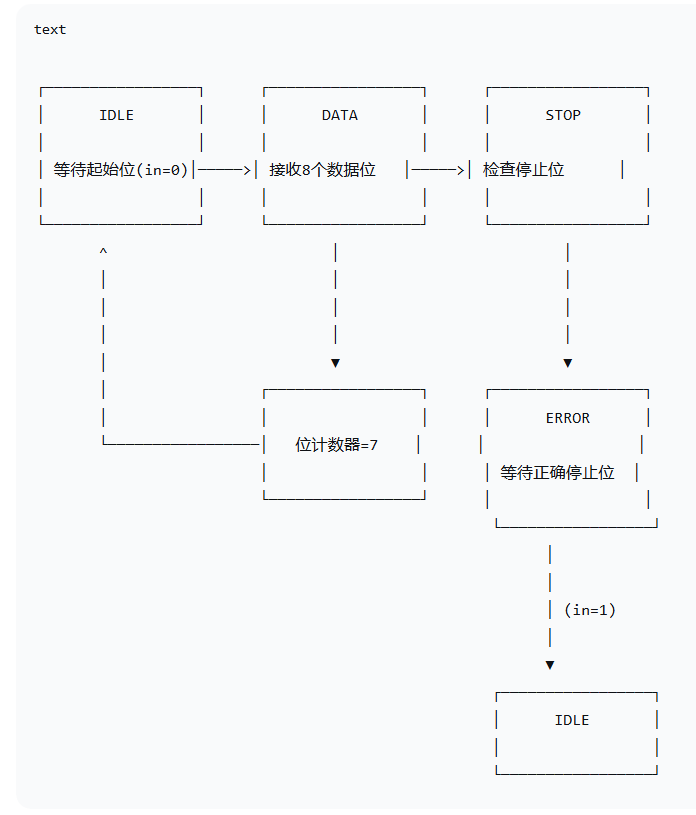 text
IDLE DATA STOP
等待起始位(in=0) 接收8个数据位 检查停止位
ERROR
位计数器=7
等待正确停止位
(in=1)
IDLE